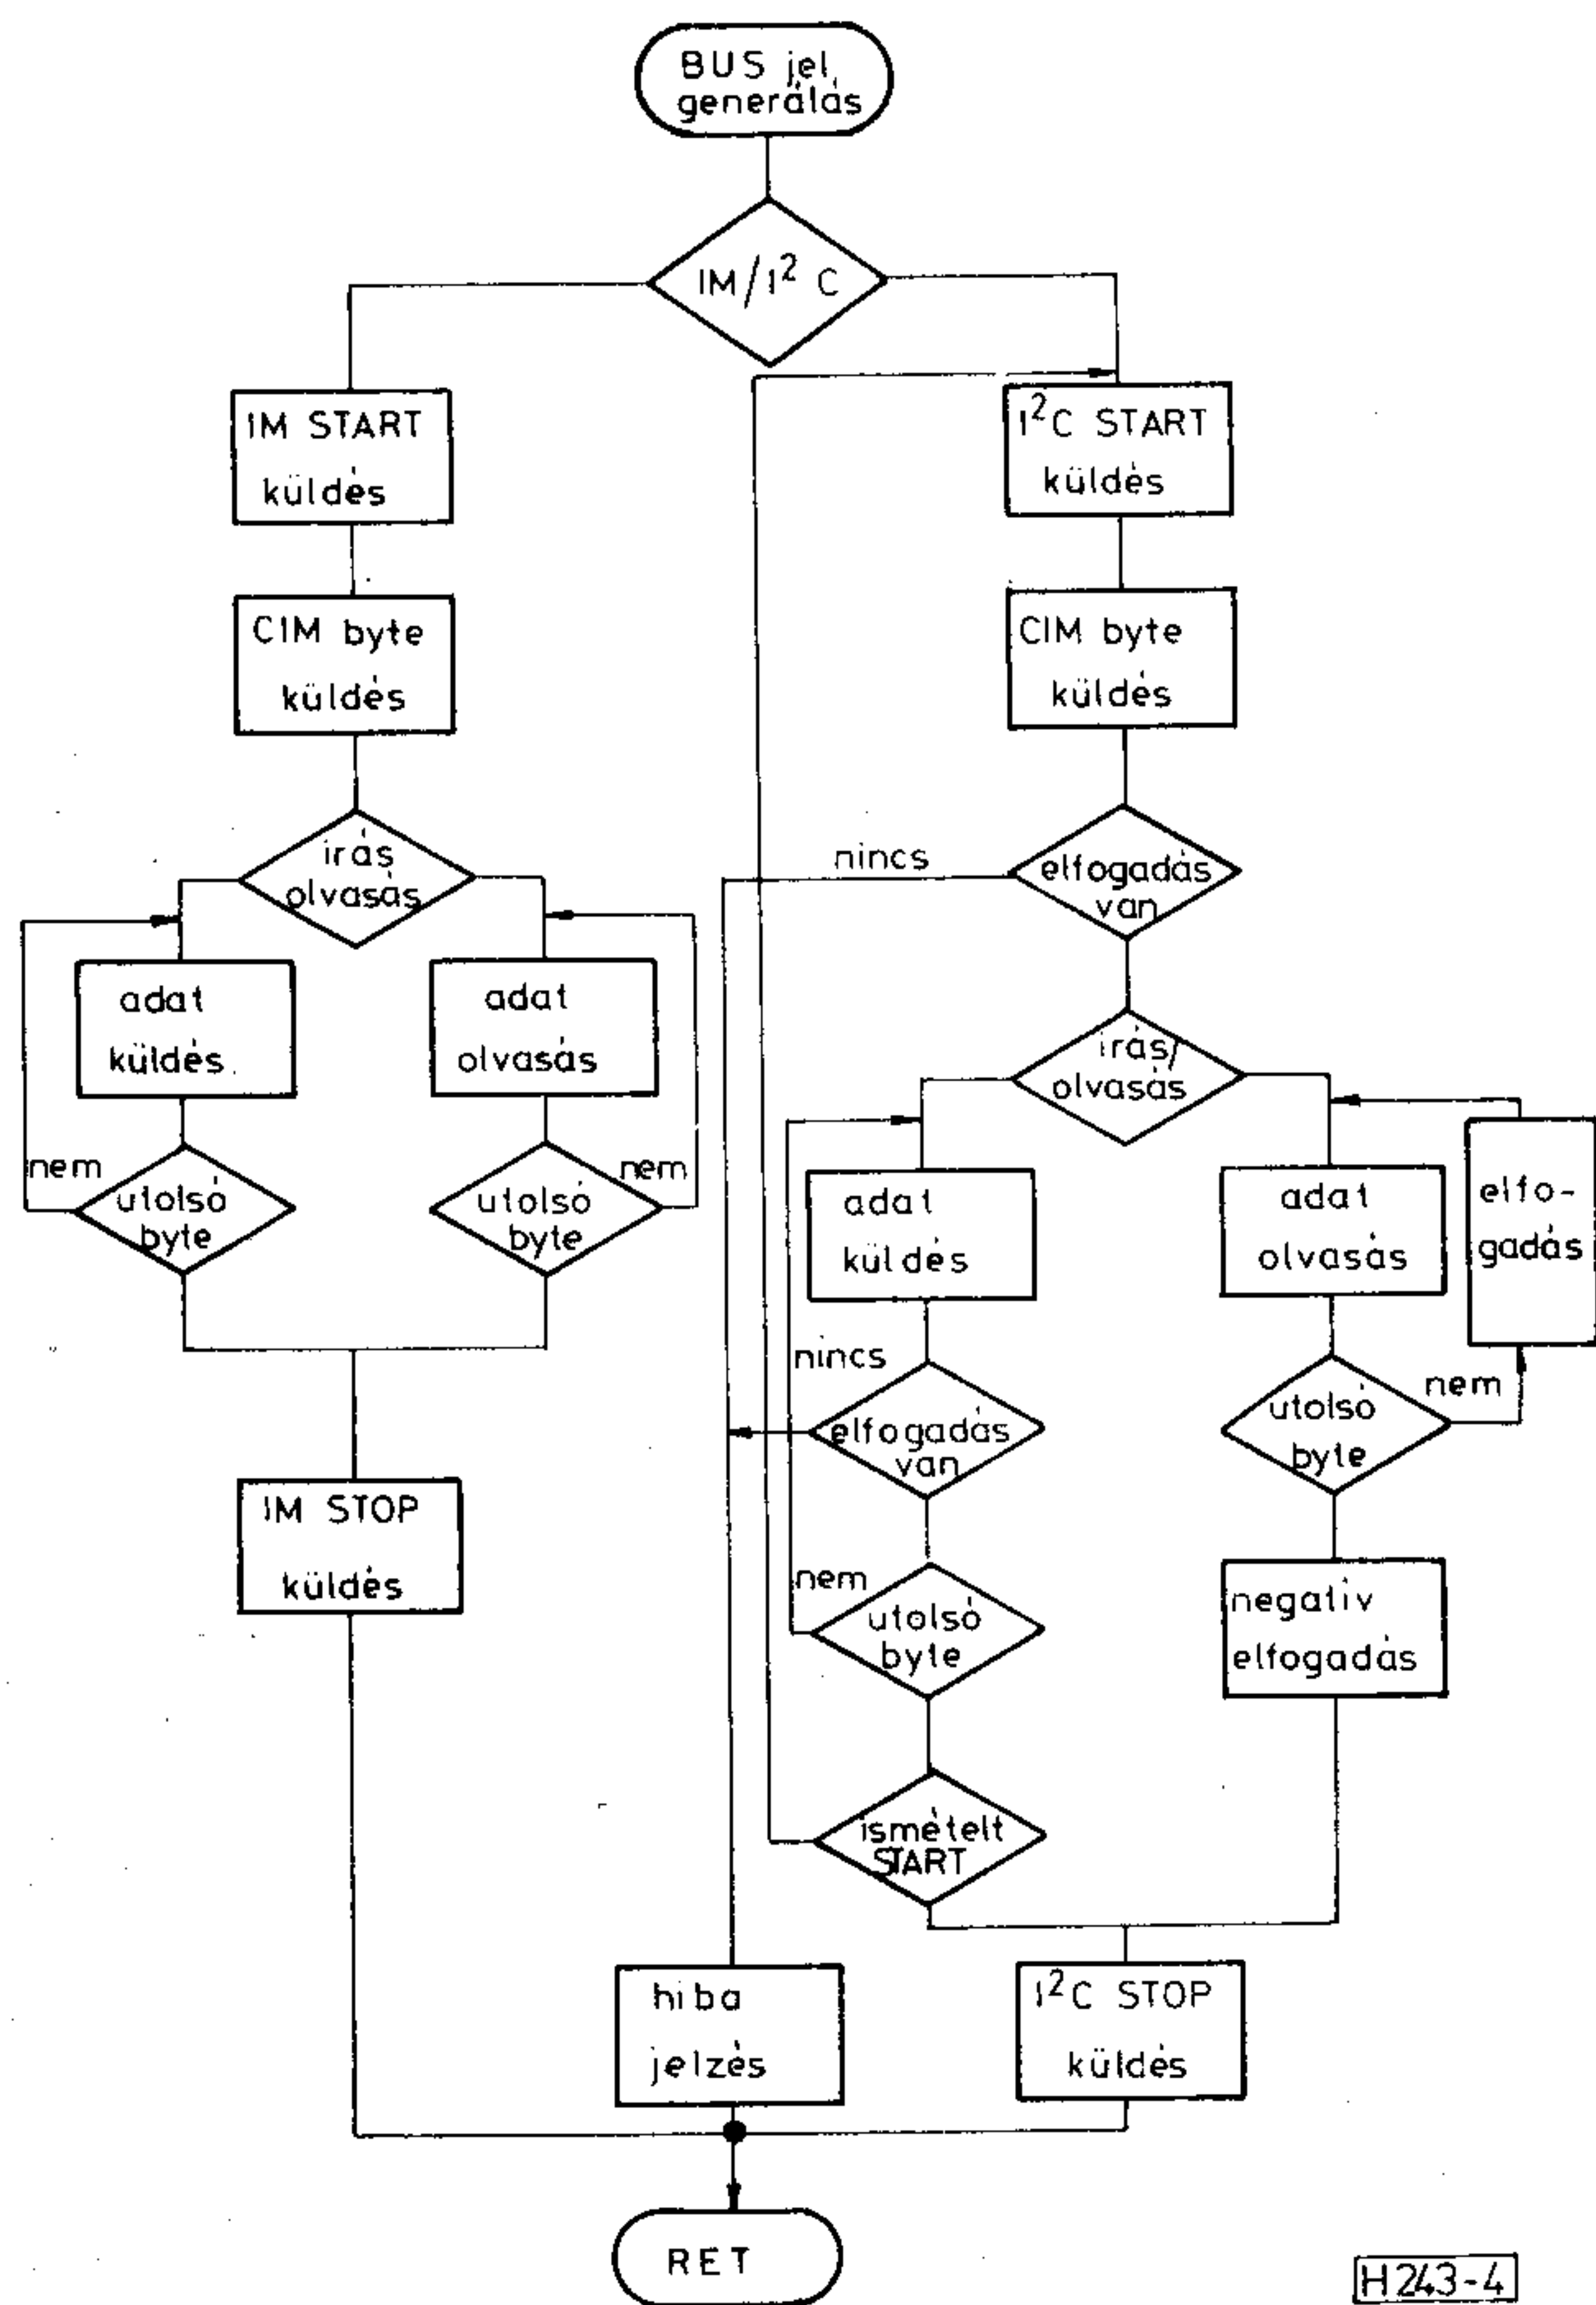 BUS jel
generálás
IM/I² C
IM START
küldés
CIM byte
küldés
irás
olvasás
adat
küldés
adat
olvasás
nem
utolsó
byte
nem
utolsó
byte
IM STOP
küldés
I²C START
küldés
CIM byte
küldés
nincs
elfogadás
van
irás/
olvasás
adat
küldés
adat
olvasás
elfo-
gadás
nincs
elfogadás
van
nem
utolsó
byte
nem
utolsó
byte
negativ
elfogadás
ismételt
START
hiba
jelzés
I²C STOP
küldés
RET
H243-4